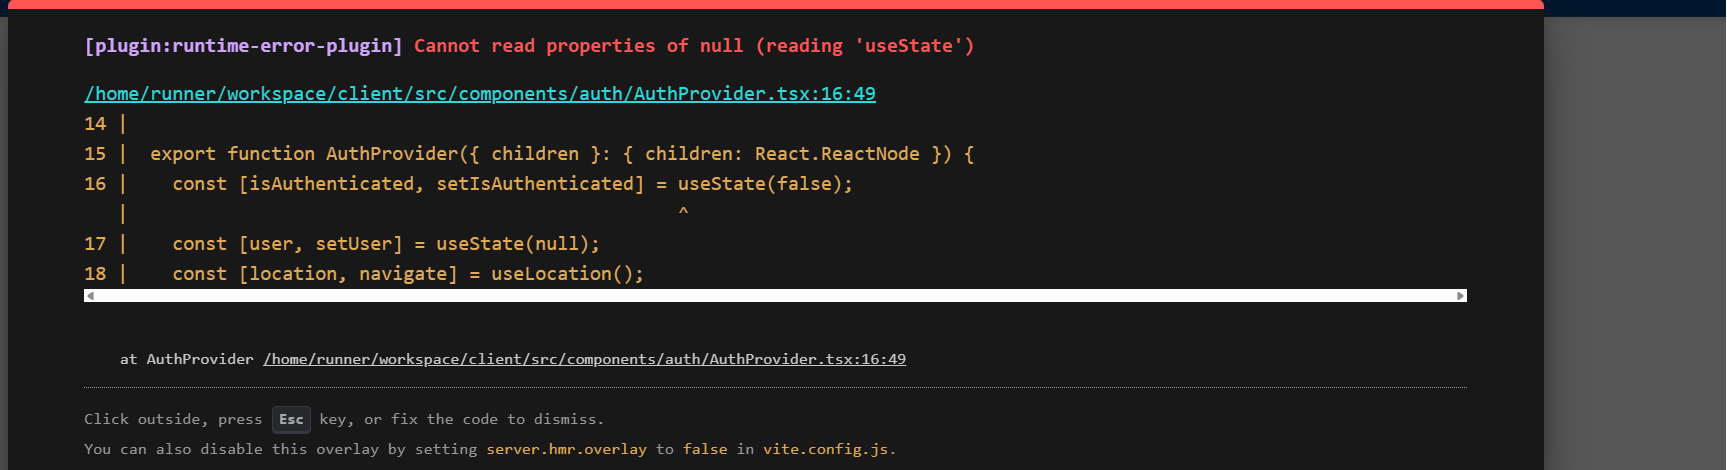 [plugin:runtime-error-plugin] Cannot read properties of null (reading 'useState')
/home/runner/workspace/client/src/components/auth/AuthProvider.tsx:16:49
14 |
15 |  export function AuthProvider({ children }: { children: React.ReactNode }) {
16 |    const [isAuthenticated, setIsAuthenticated] = useState(false);
   |                                                  ^
17 |    const [user, setUser] = useState(null);
18 |    const [location, navigate] = useLocation();
at AuthProvider /home/runner/workspace/client/src/components/auth/AuthProvider.tsx:16:49
Click outside, press Esc key, or fix the code to dismiss.
You can also disable this overlay by setting server.hmr.overlay to false in vite.config.js.